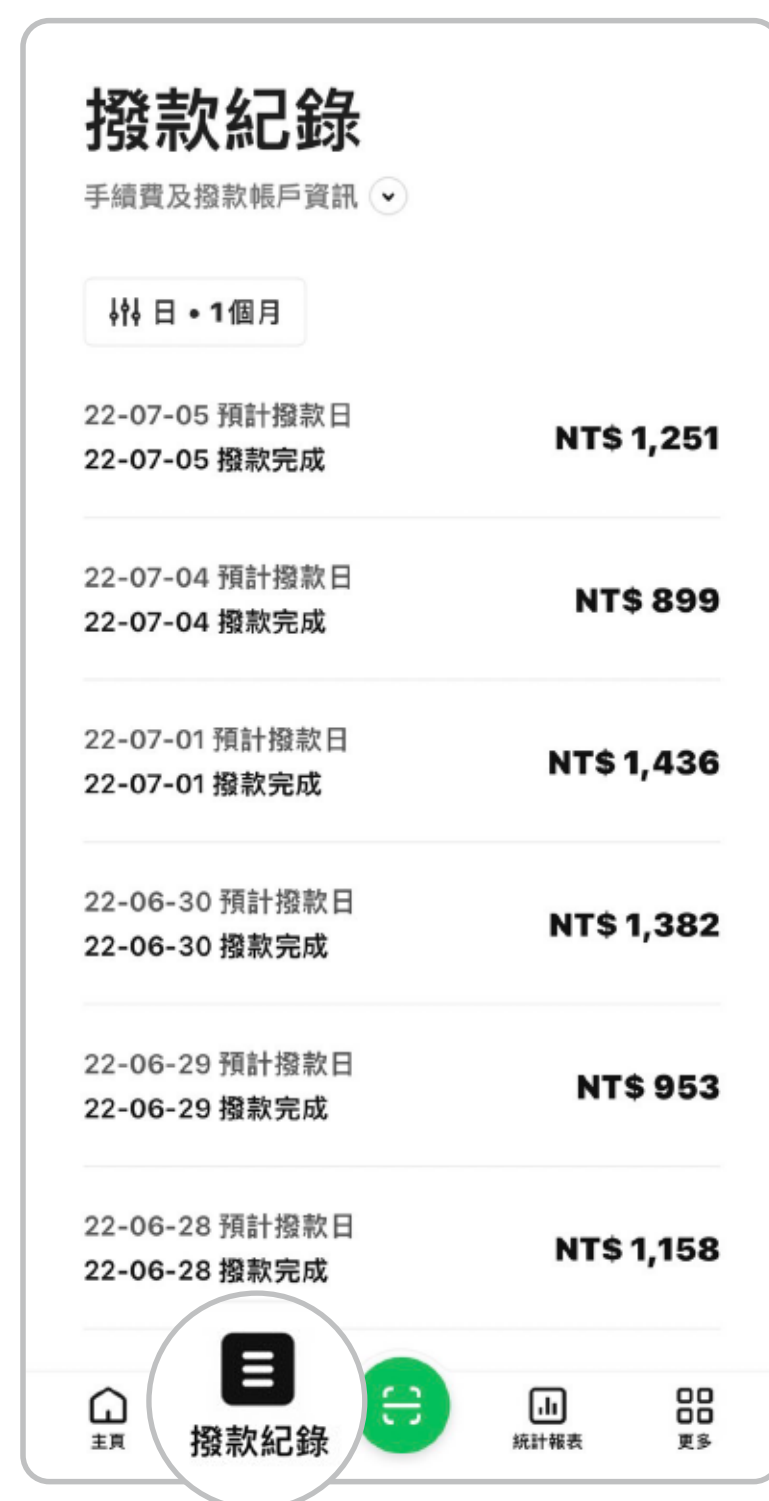 撥款紀錄
手續費及撥款帳戶資訊
日 • 1個月
22-07-05 預計撥款日
22-07-05 撥款完成
NT$ 1,251
22-07-04 預計撥款日
22-07-04 撥款完成
NT$ 899
22-07-01 預計撥款日
22-07-01 撥款完成
NT$ 1,436
22-06-30 預計撥款日
22-06-30 撥款完成
NT$ 1,382
22-06-29 預計撥款日
22-06-29 撥款完成
NT$ 953
22-06-28 預計撥款日
22-06-28 撥款完成
NT$ 1,158
主頁
撥款紀錄
統計報表
更多